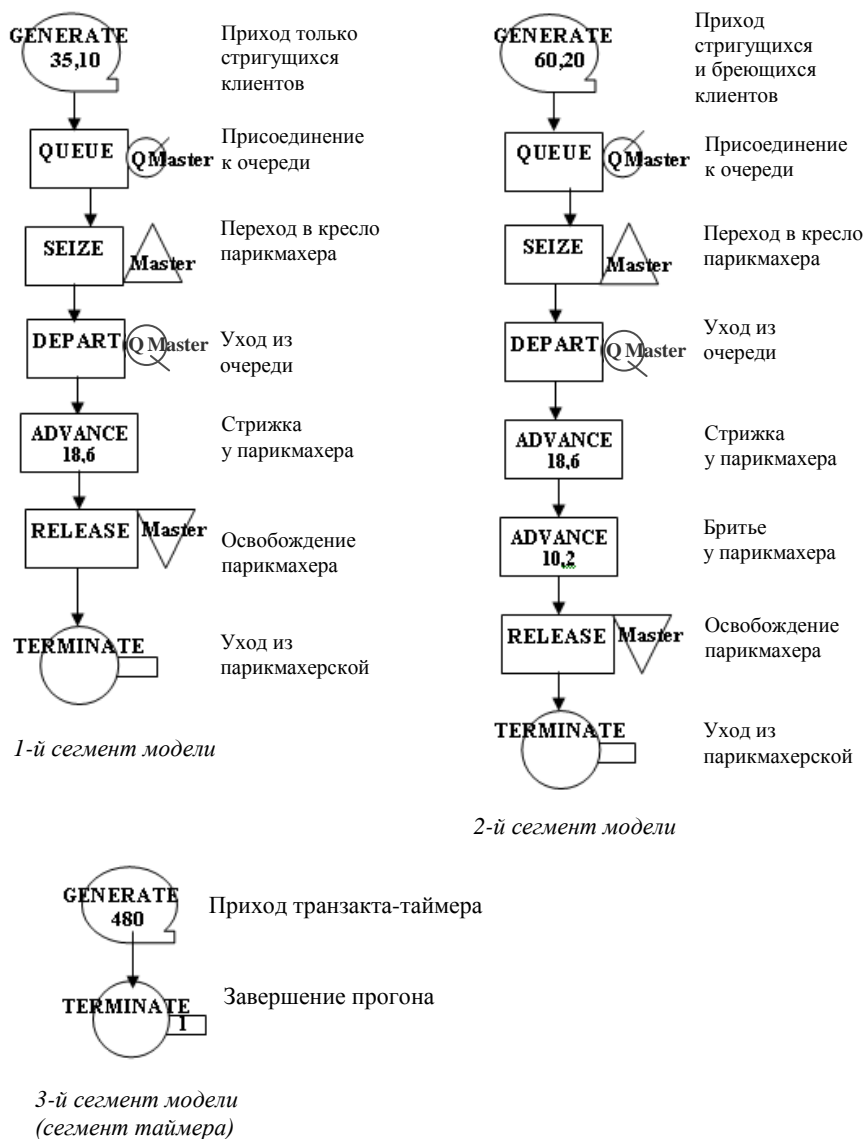 GENERATE
35,10
Приход только
стригущихся
клиентов
QUEUE
QMaster
Присоединение
к очереди
SEIZE
Master
Переход в кресло
парикмахера
DEPART
Q Master
Уход из
очереди
ADVANCE
18,6
Стрижка
у парикмахера
RELEASE
Master
Освобождение
парикмахера
TERMINATE
Уход из
парикмахерской
1-й сегмент модели
GENERATE
60,20
Приход
стригущихся
и бреющихся
клиентов
QUEUE
QMaster
Присоединение
к очереди
SEIZE
Master
Переход в кресло
парикмахера
DEPART
Q Master
Уход из
очереди
ADVANCE
18,6
Стрижка
у парикмахера
ADVANCE
10,2
Бритье
у парикмахера
RELEASE
Master
Освобождение
парикмахера
TERMINATE
Уход из
парикмахерской
2-й сегмент модели
GENERATE
480
Приход транзакта-таймера
TERMINATE
1
Завершение прогона
3-й сегмент модели
(сегмент таймера)